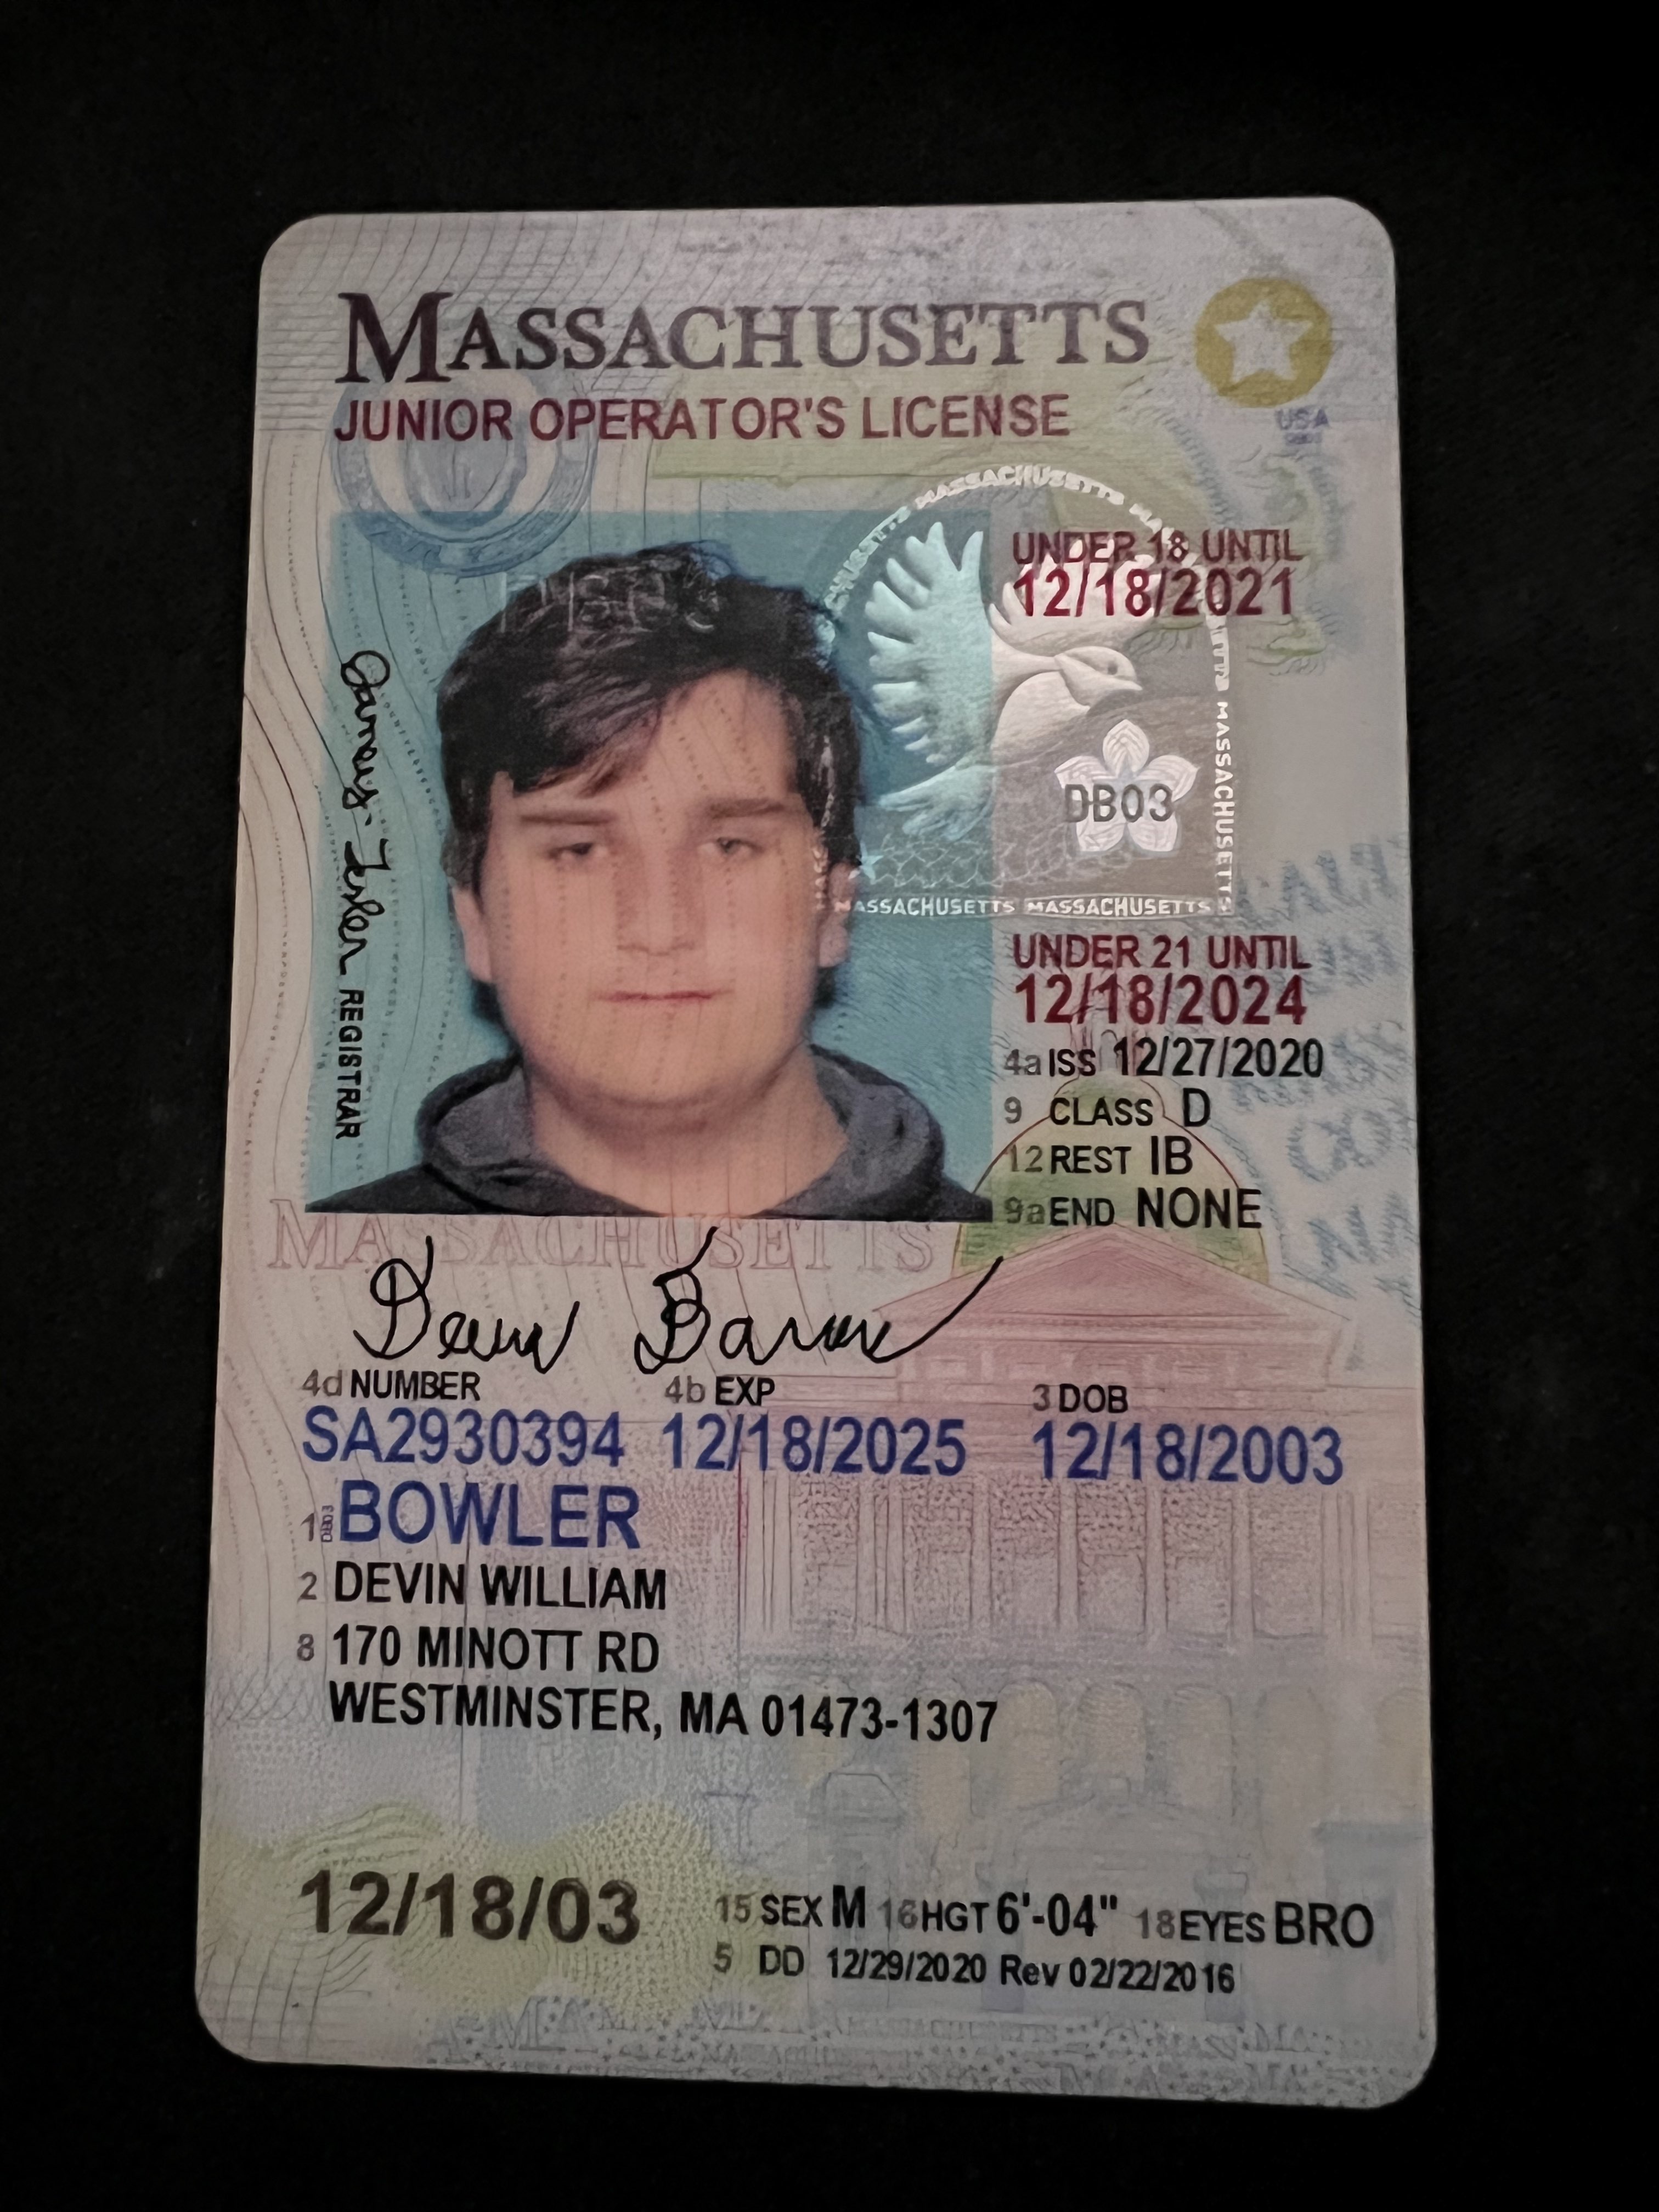 MASSACHUSETTS
JUNIOR OPERATOR'S LICENSE
USA
UNDER 18 UNTIL
12/18/2021
MASSACHUSETTS MASSACHUSETTS
DB03
MASSACHUSETTS MASSACHUSETTS
UNDER 21 UNTIL
12/18/2024
4a ISS 12/27/2020
9 CLASS D
12 REST IB
9a END NONE
REGISTRAR
MASSACHUSETTS
4d NUMBER 4b EXP 3 DOB
SA2930394 12/18/2025 12/18/2003
1 BOWLER
2 DEVIN WILLIAM
8 170 MINOTT RD
WESTMINSTER, MA 01473-1307
12/18/03
15 SEX M 16 HGT 6'-04" 18 EYES BRO
5 DD 12/29/2020 Rev 02/22/2016